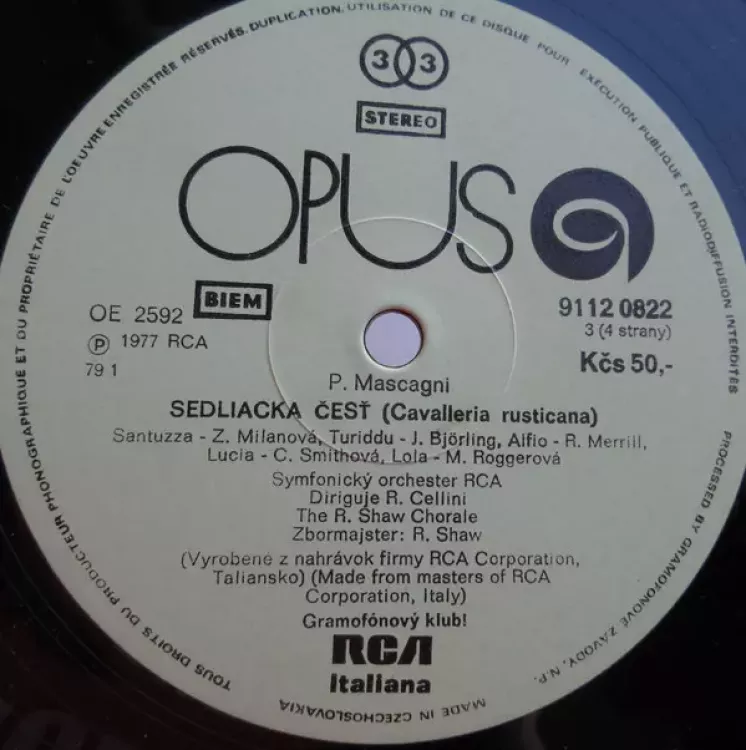 TOUS DROITS DU PRODUCTEUR PHONOGRAPHIQUE ET DU PROPRIÉTAIRE DE L'OEUVRE ENREGISTRÉE RÉSERVÉS. DUPLICATION, UTILISATION DE CE DISQUE POUR EXÉCUTION PUBLIQUE ET RADIODIFFUSION INTERDITES
33
STEREO
OPUS
OE 2592 BIEM
9112 0822
Ⓟ 1977 RCA
3 (4 strany)
79 1
Kčs 50,-
P. Mascagni
SEDLIACKA ČESŤ (Cavalleria rusticana)
Santuzza - Z. Milanová, Turiddu - J. Björling, Alfio - R. Merrill,
Lucia - C. Smithová, Lola - M. Roggerová
Symfonický orchester RCA
Diriguje R. Cellini
The R. Shaw Chorale
Zbormajster: R. Shaw
(Vyrobené z nahrávok firmy RCA Corporation,
Taliansko) (Made from masters of RCA
Corporation, Italy)
Gramofónový klub!
RCA
Italiana
PROCESSED BY GRAMOFONOVÉ ZÁVODY, N.P.
MADE IN CZECHOSLOVAKIA